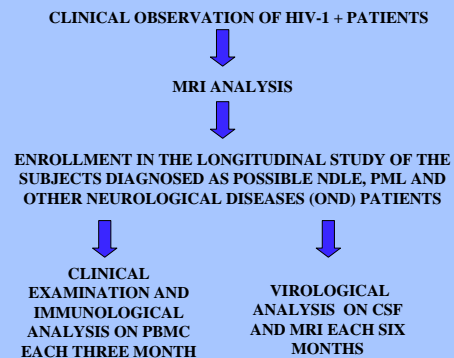 CLINICAL OBSERVATION OF HIV-1 + PATIENTS
MRI ANALYSIS
ENROLLMENT IN THE LONGITUDINAL STUDY OF THE
SUBJECTS DIAGNOSED AS POSSIBLE NDLE, PML AND
OTHER NEUROLOGICAL DISEASES (OND) PATIENTS
CLINICAL
EXAMINATION AND
IMMUNOLOGICAL
ANALYSIS ON PBMC
EACH THREE MONTH
VIROLOGICAL
ANALYSIS ON CSF
AND MRI EACH SIX
MONTHS